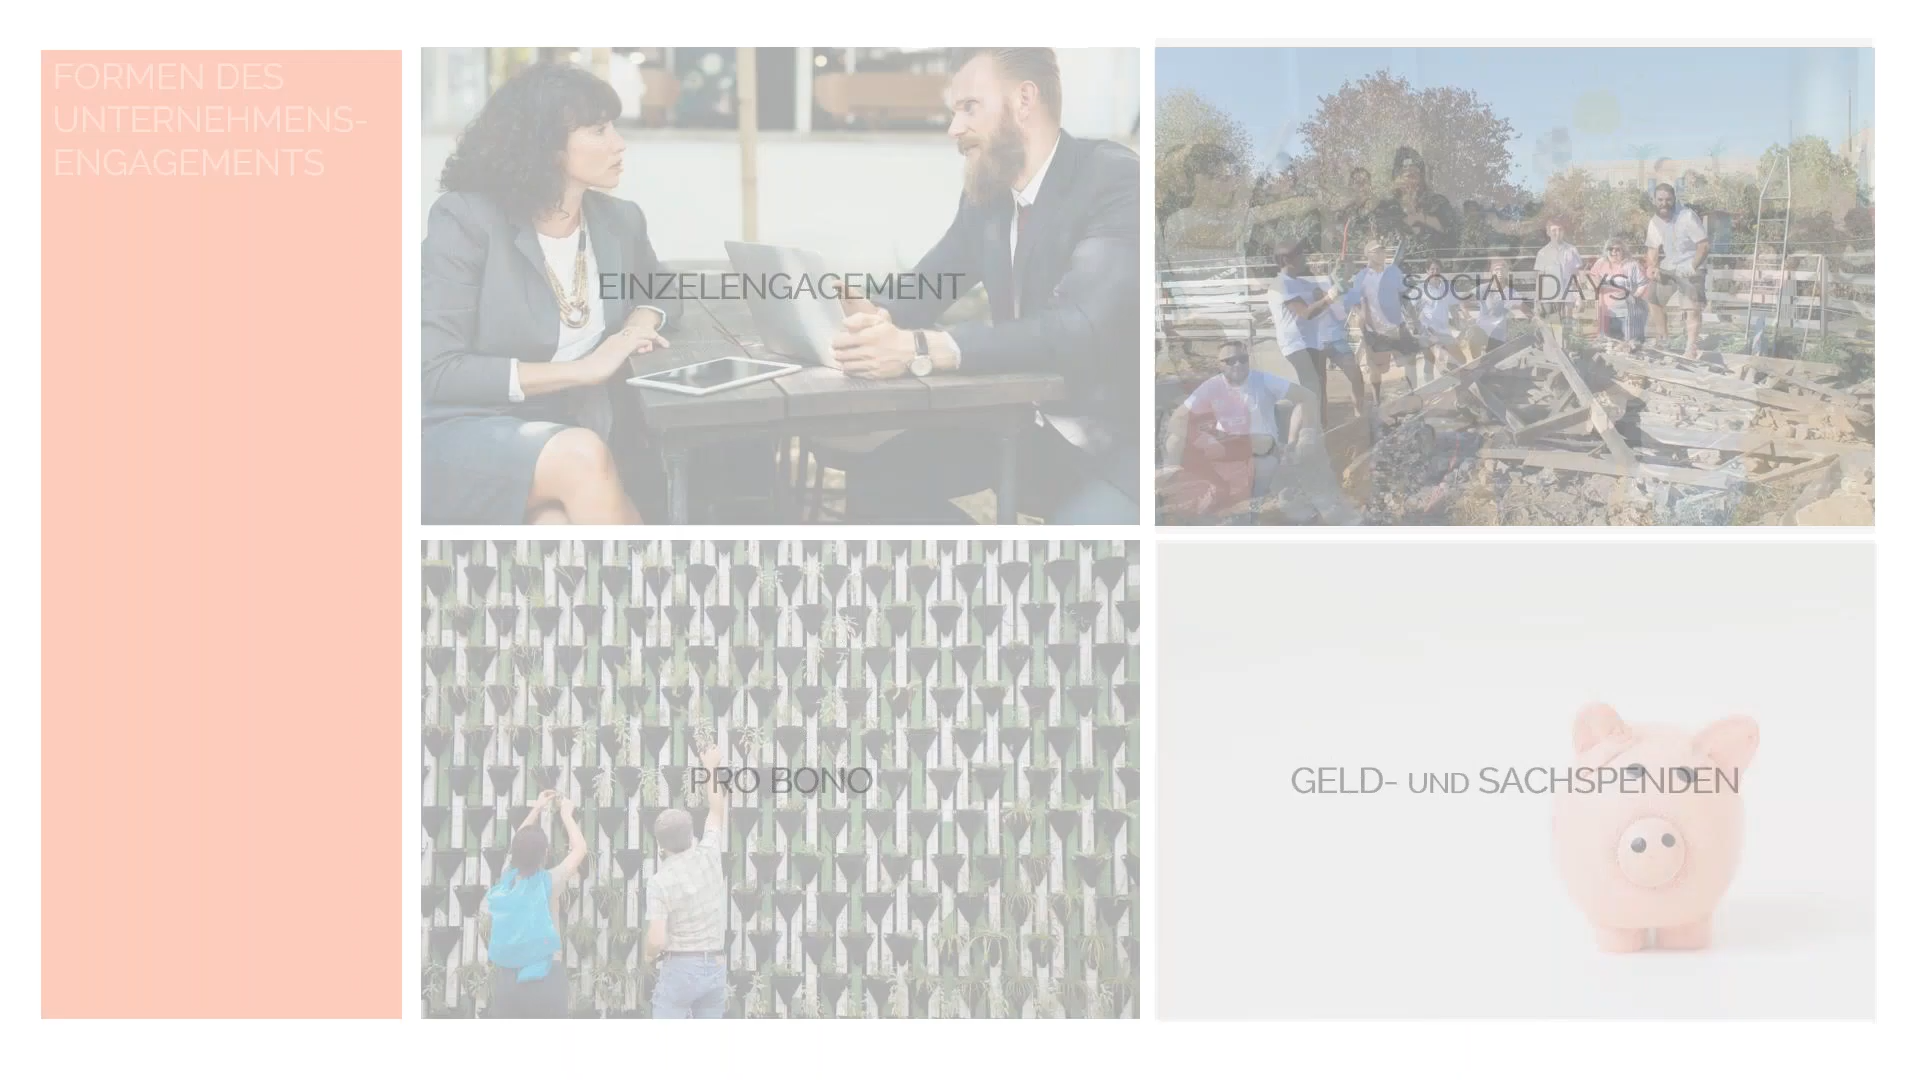 FORMEN DES
UNTERNEHMENS-
ENGAGEMENTS
EINZELENGAGEMENT
SOCIAL DAYS
PRO BONO
GELD- UND SACHSPENDEN